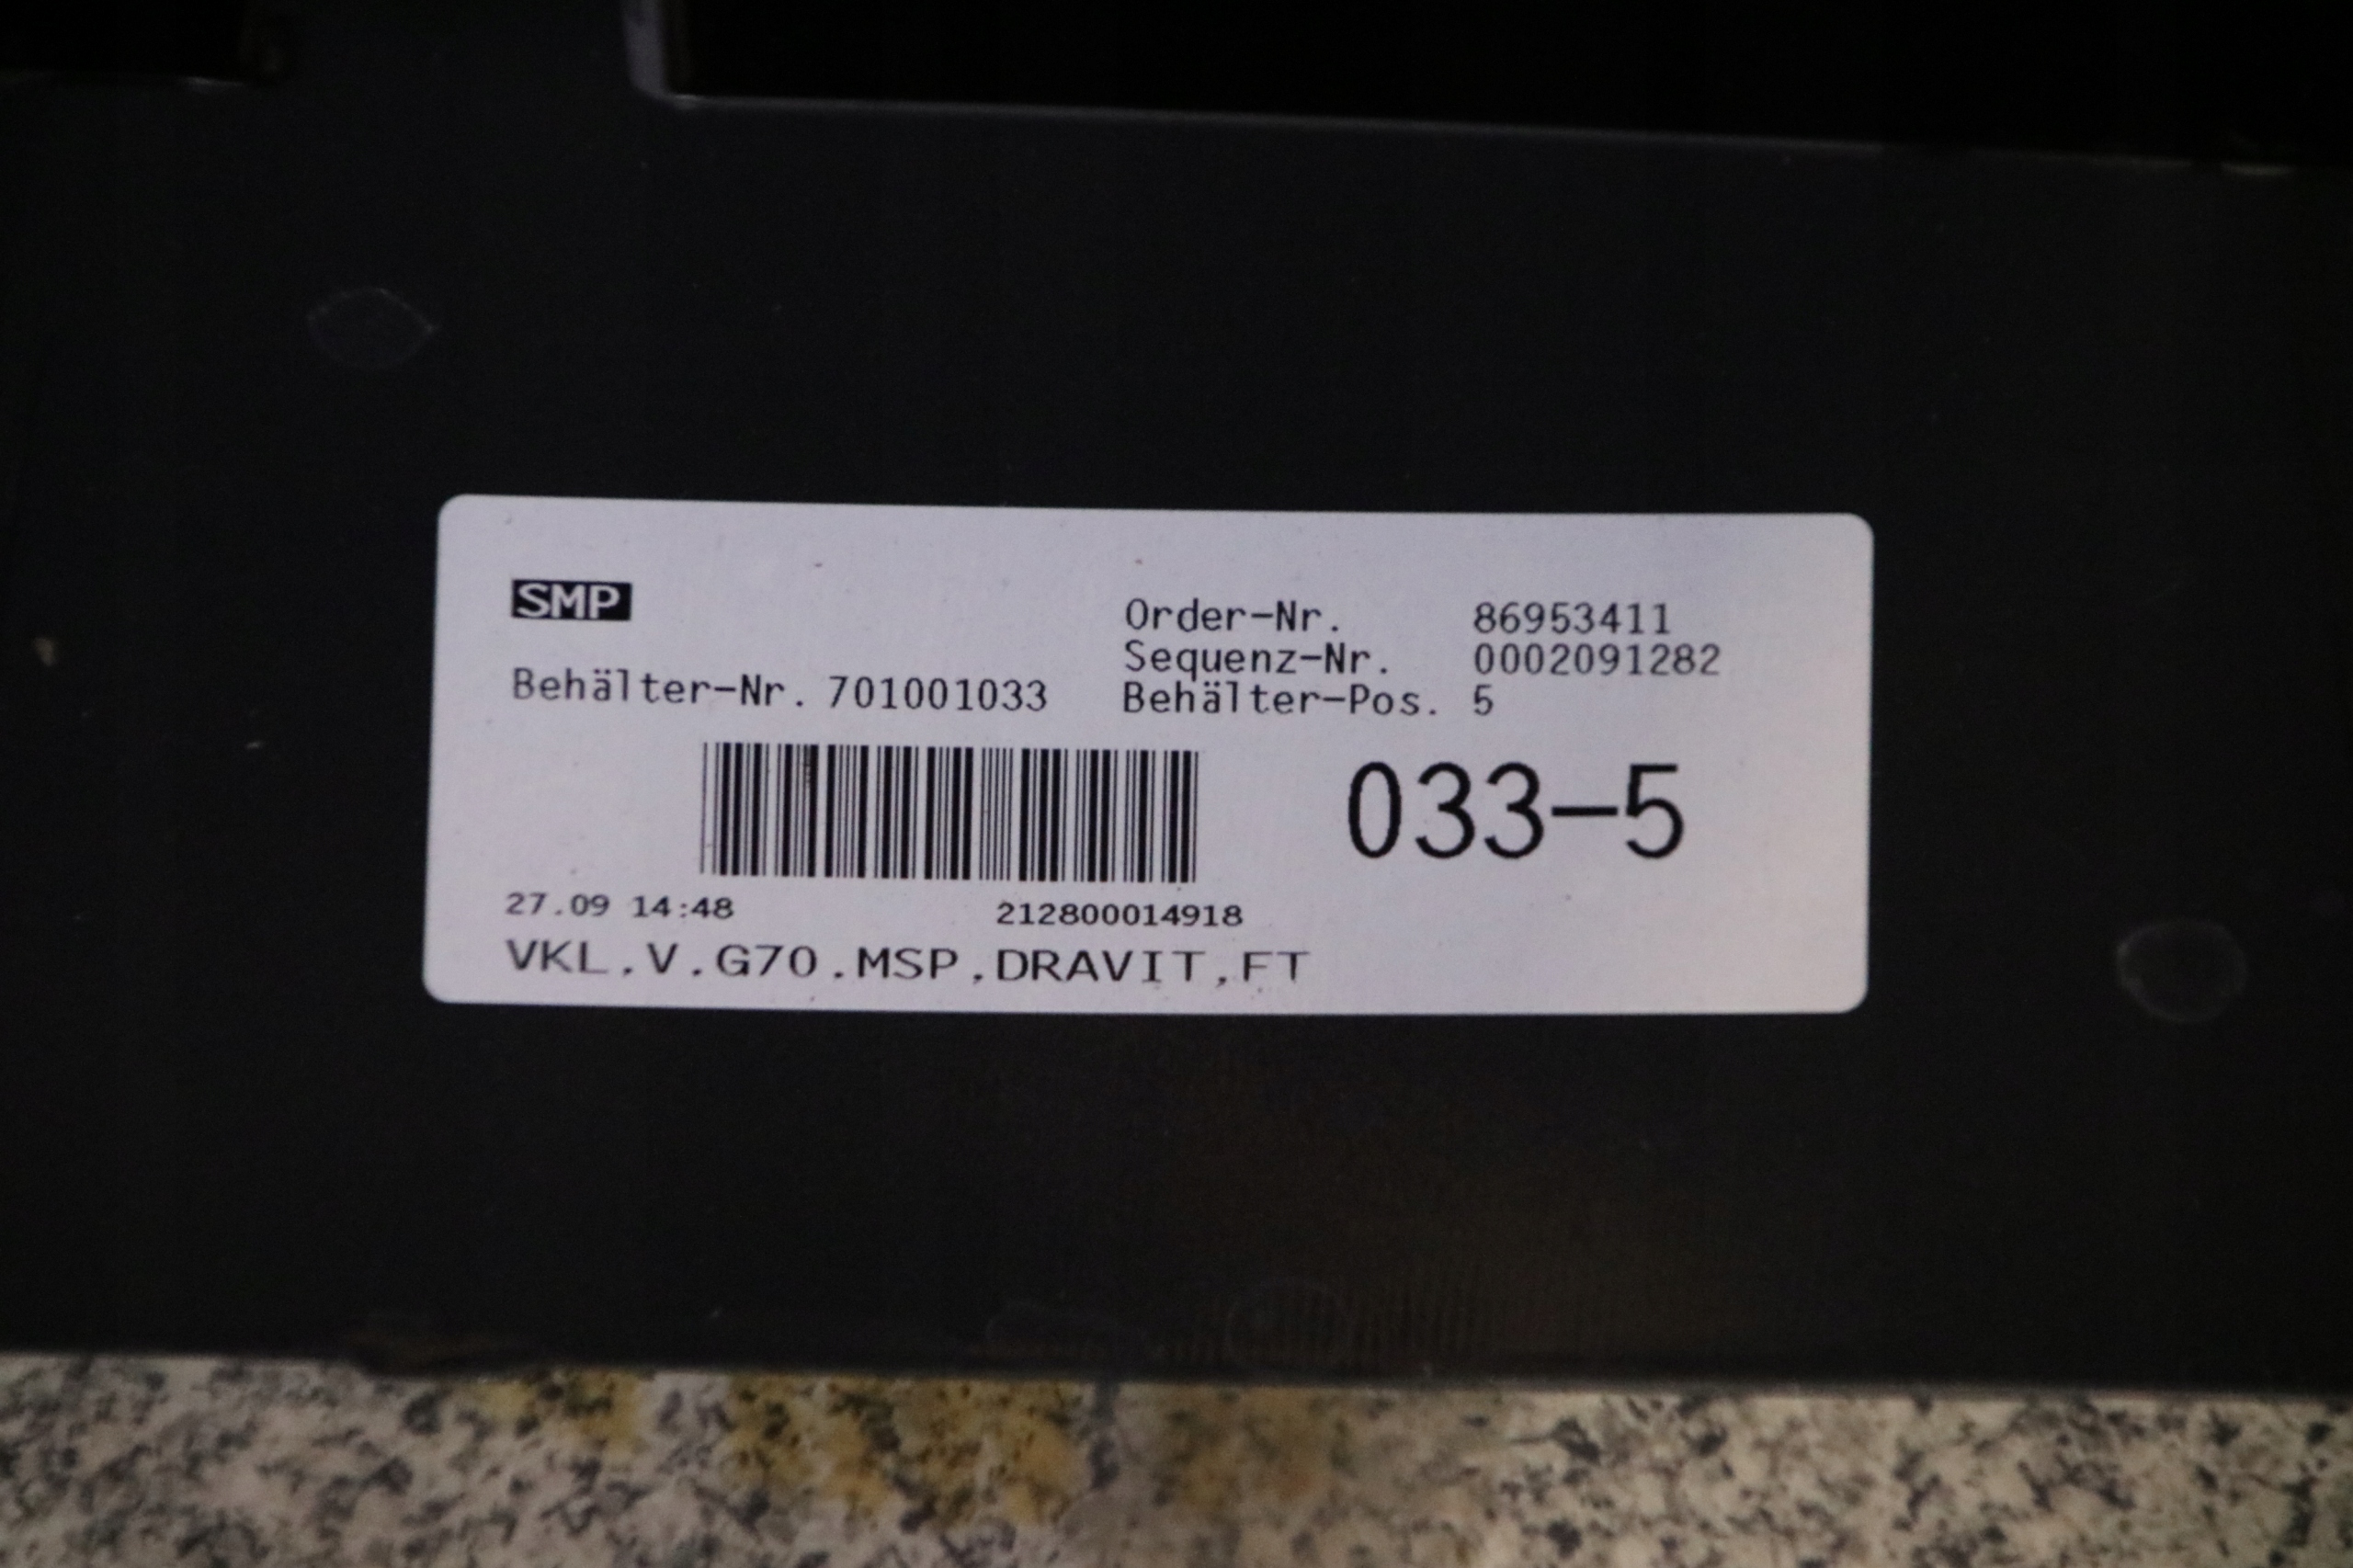 SMP
Order-Nr. 86953411
Sequenz-Nr. 0002091282
Behälter-Nr. 701001033
Behälter-Pos. 5
033-5
27.09 14:48
212800014918
VKL.V.G70.MSP.DRAVIT.FT